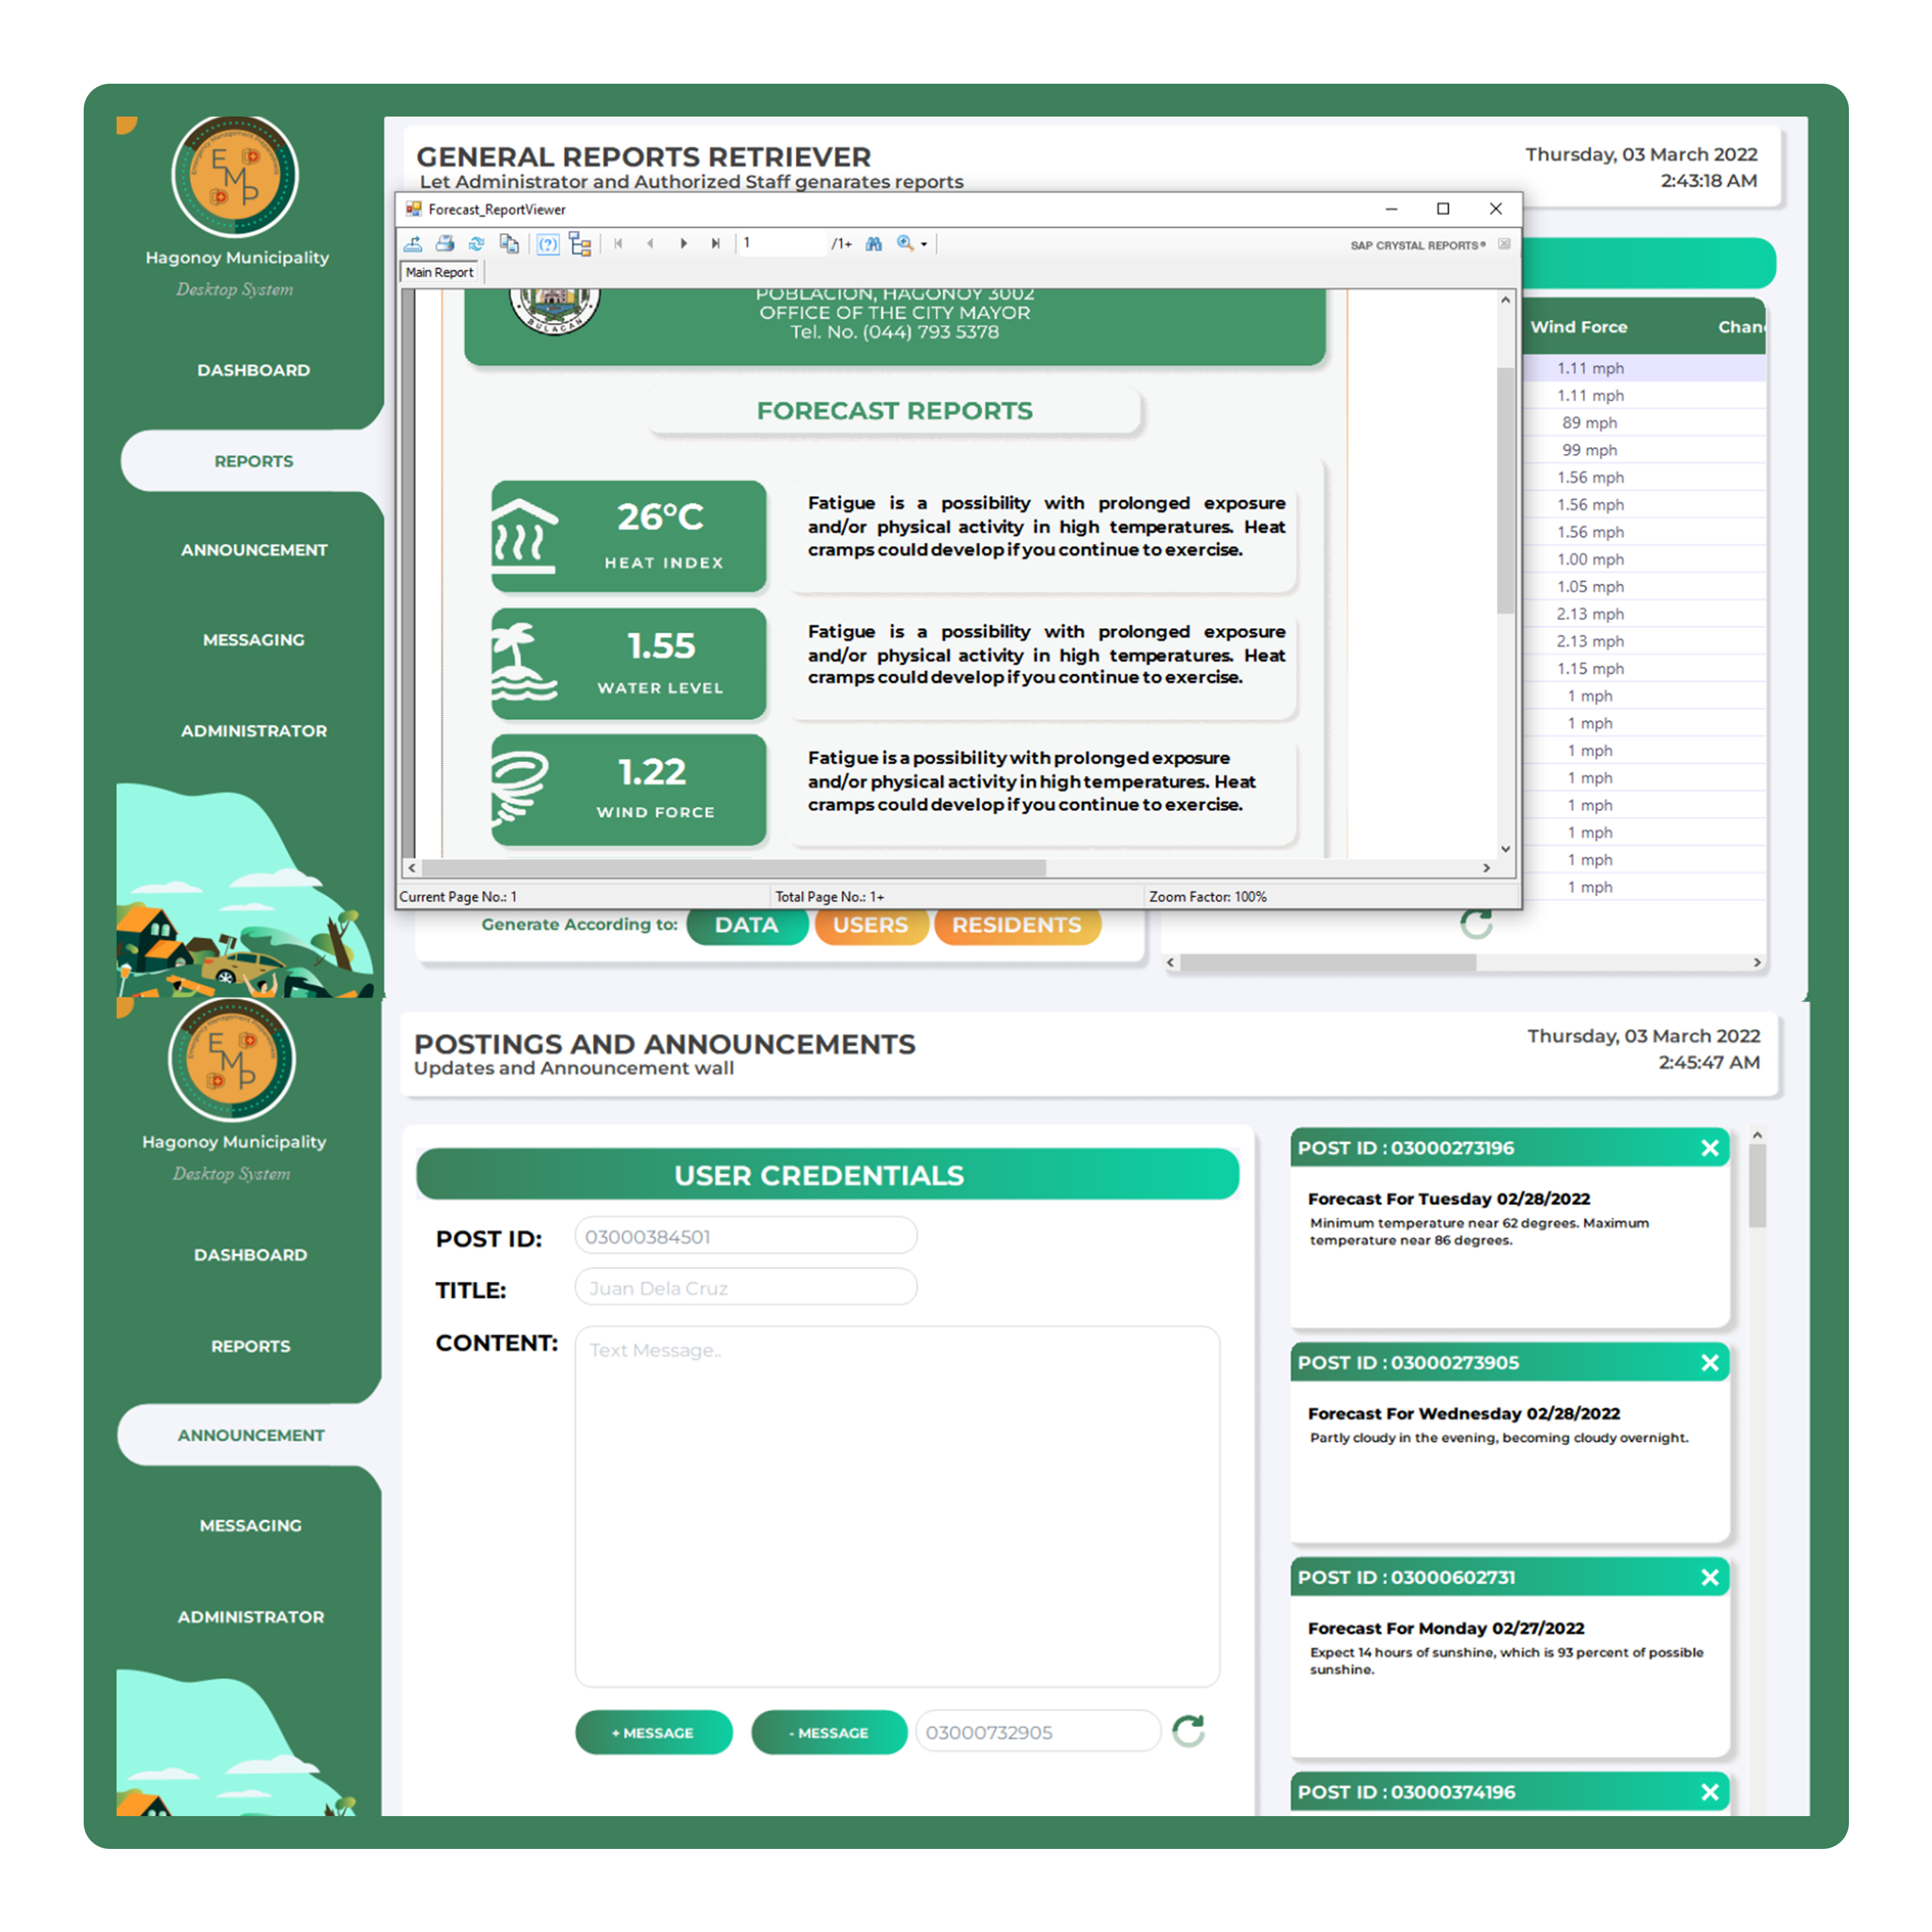 E
M
P
Hagonoy Municipality
Desktop System
DASHBOARD
REPORTS
ANNOUNCEMENT
MESSAGING
ADMINISTRATOR
GENERAL REPORTS RETRIEVER
Let Administrator and Authorized Staff genarates reports
Thursday, 03 March 2022
2:43:18 AM
Forecast_ReportViewer
1
/1+
SAP CRYSTAL REPORTS®
Main Report
BULACAN
POBLACION, HAGONOY 3002
OFFICE OF THE CITY MAYOR
Tel. No. (044) 793 5378
FORECAST REPORTS
26°C
HEAT INDEX
Fatigue is a possibility with prolonged exposure
and/or physical activity in high temperatures. Heat
cramps could develop if you continue to exercise.
1.55
WATER LEVEL
Fatigue is a possibility with prolonged exposure
and/or physical activity in high temperatures. Heat
cramps could develop if you continue to exercise.
1.22
WIND FORCE
Fatigue is a possibility with prolonged exposure
and/or physical activity in high temperatures. Heat
cramps could develop if you continue to exercise.
Current Page No.: 1
Total Page No.: 1+
Zoom Factor: 100%
Wind Force Chan
1.11 mph
1.11 mph
89 mph
99 mph
1.56 mph
1.56 mph
1.56 mph
1.00 mph
1.05 mph
2.13 mph
2.13 mph
1.15 mph
1 mph
1 mph
1 mph
1 mph
1 mph
1 mph
1 mph
1 mph
Generate According to: DATA USERS RESIDENTS
E
M
P
Hagonoy Municipality
Desktop System
DASHBOARD
REPORTS
ANNOUNCEMENT
MESSAGING
ADMINISTRATOR
POSTINGS AND ANNOUNCEMENTS
Updates and Announcement wall
Thursday, 03 March 2022
2:45:47 AM
USER CREDENTIALS
POST ID: 03000384501
TITLE: Juan Dela Cruz
CONTENT: Text Message..
+ MESSAGE
- MESSAGE
03000732905
POST ID : 03000273196
Forecast For Tuesday 02/28/2022
Minimum temperature near 62 degrees. Maximum
temperature near 86 degrees.
POST ID : 03000273905
Forecast For Wednesday 02/28/2022
Partly cloudy in the evening, becoming cloudy overnight.
POST ID : 03000602731
Forecast For Monday 02/27/2022
Expect 14 hours of sunshine, which is 93 percent of possible
sunshine.
POST ID : 03000374196